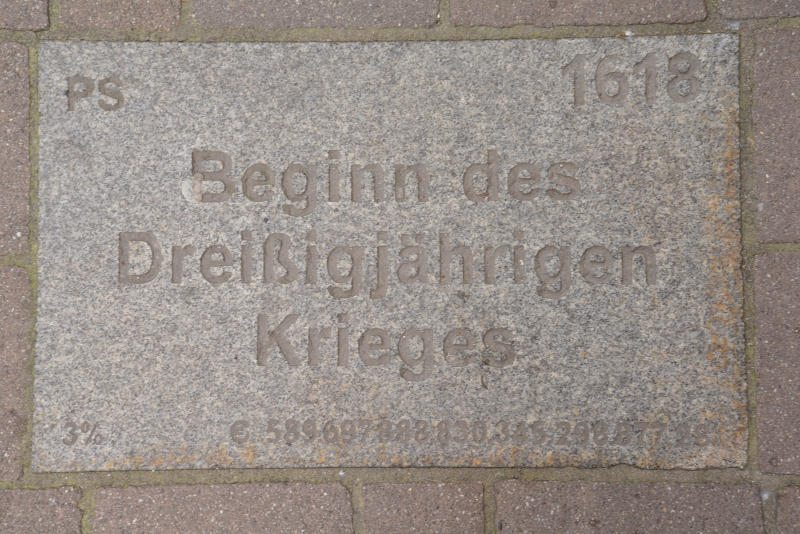 PS 1618
Beginn des
Dreißigjährigen
Krieges
3% €